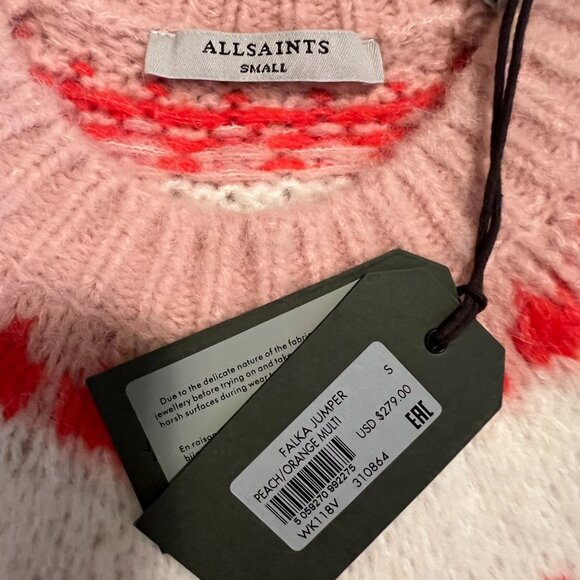 ALLSAINTS
SMALL
Due to the delicate nature of the fabric
jewellery before trying on and take
harsh surfaces during wear
En raison
FALKA JUMPER S
PEACH/ORANGE MULTI
USD $279.00
5 059270 992275
WK118V 310864
EAC